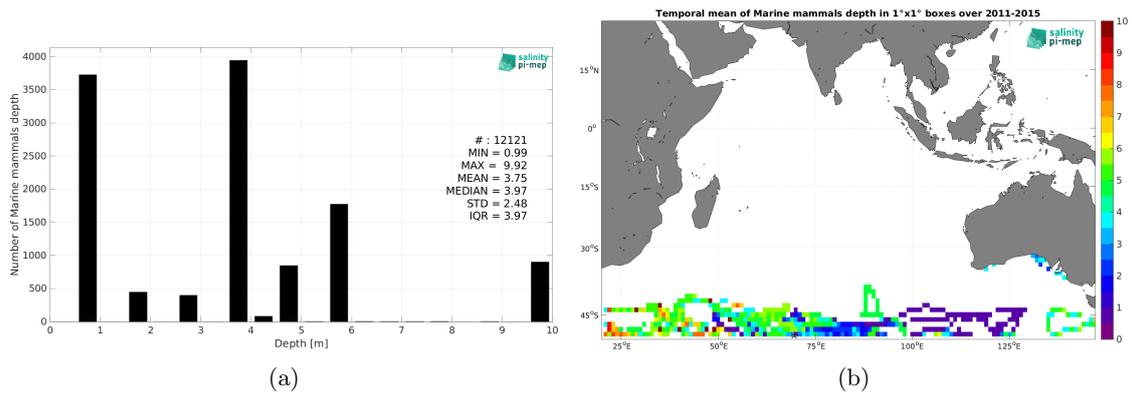 Temporal mean of Marine mammals depth in 1°x1° boxes over 2011-2015
salinity
pi-mep
4000
3500
3000
2500
2000
1500
1000
500
0
Number of Marine mammals depth
# : 12121
MIN = 0.99
MAX = 9.92
MEAN = 3.75
MEDIAN = 3.97
STD = 2.48
IQR = 3.97
0 1 2 3 4 5 6 7 8 9 10
Depth [m]
salinity
pi-mep
15°N
0°
15°S
30°S
45°S
25°E 50°E 75°E 100°E 125°E
10
9
8
7
6
5
4
3
2
1
0
(a)
(b)